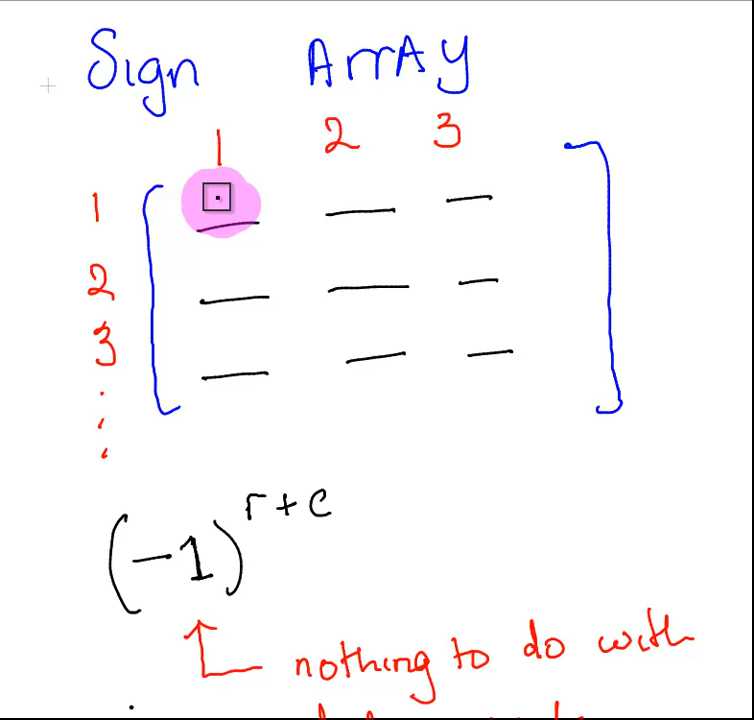 Sign ArrAy
1 2 3
1
2
3
(-1)^{r+c}
nothing to do with